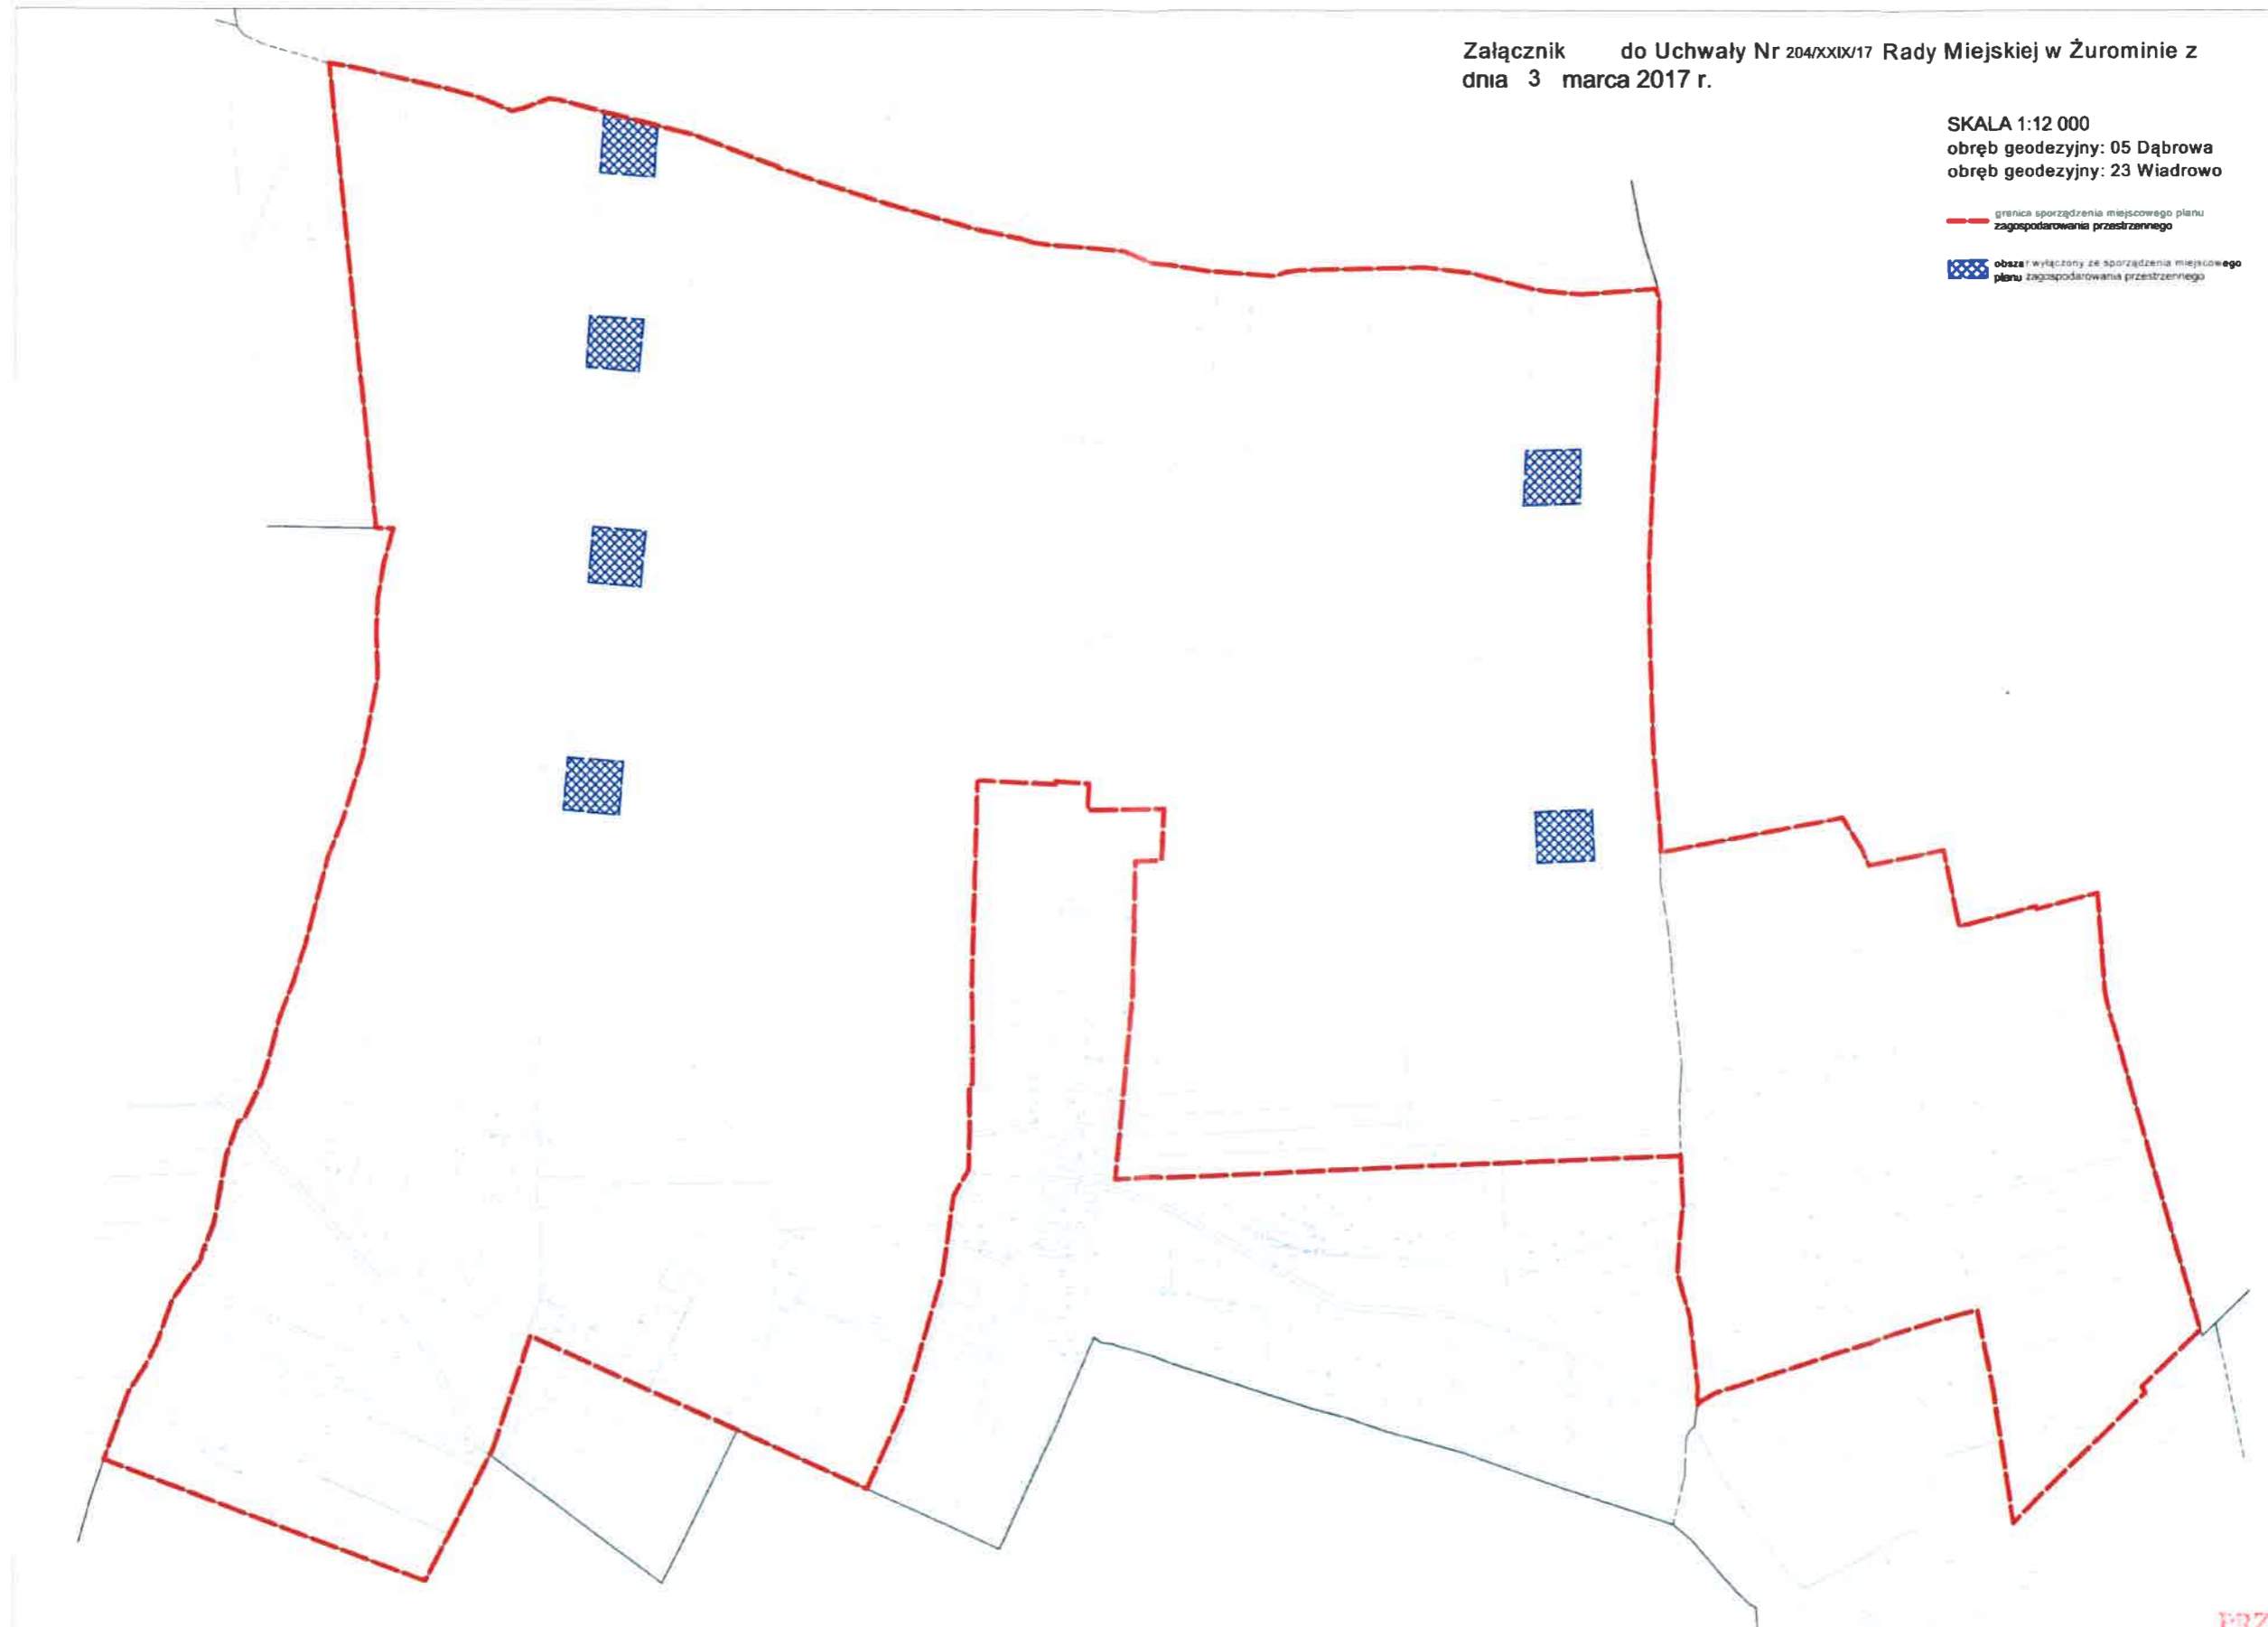 Załącznik do Uchwały Nr 204/XXIX/17 Rady Miejskiej w Żurominie z
dnia 3 marca 2017 r.
SKALA 1:12 000
obręb geodezyjny: 05 Dąbrowa
obręb geodezyjny: 23 Wiadrowo
granica sporządzenia miejscowego planu
zagospodarowania przestrzennego
obszar wyłączony ze sporządzenia miejscowego
planu zagospodarowania przestrzennego
PRZ